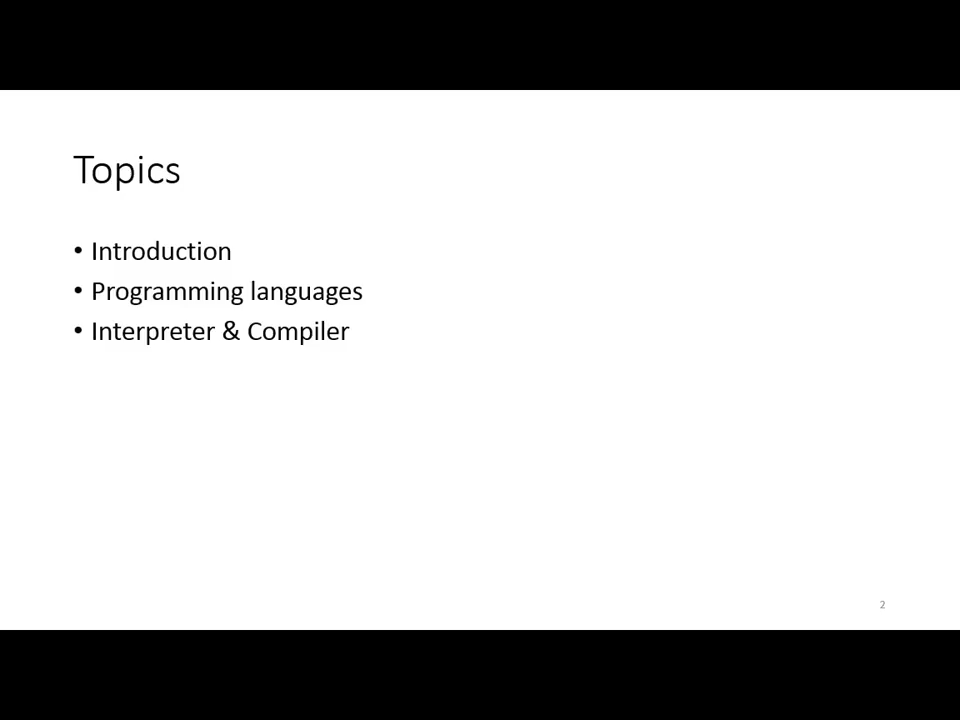 Topics
• Introduction
• Programming languages
• Interpreter & Compiler
2